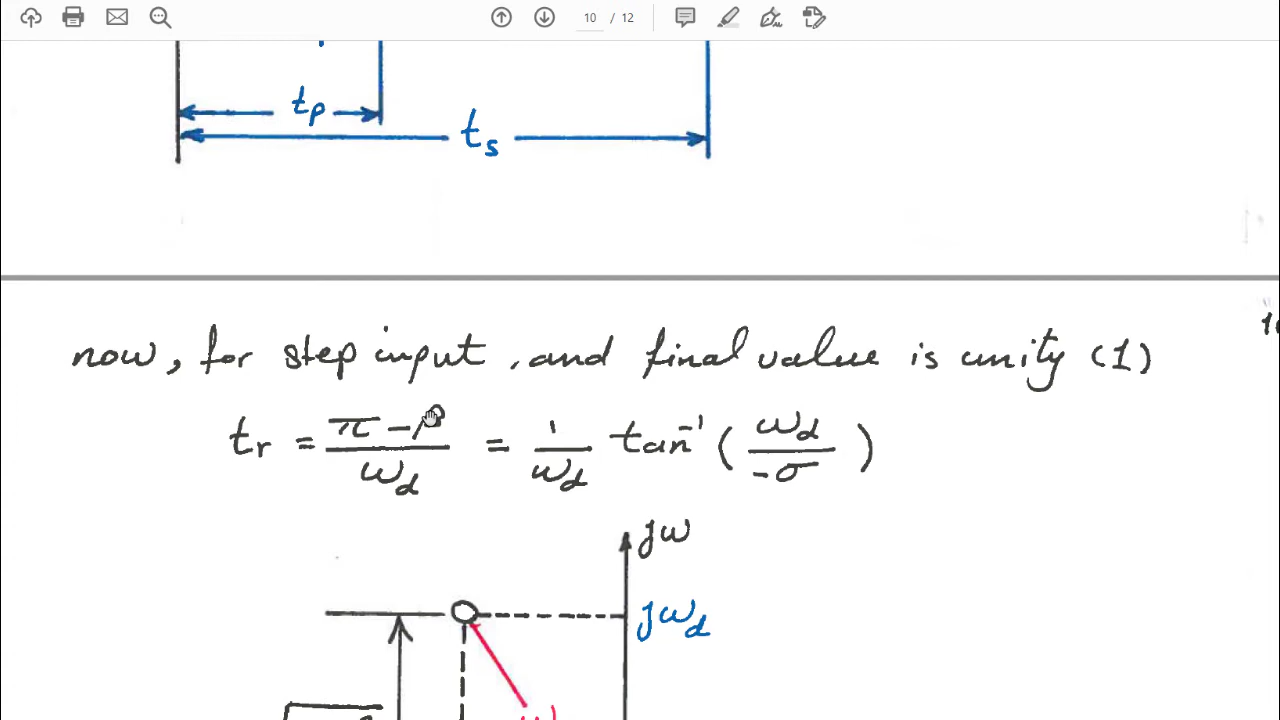 10 / 12
tp
ts
now, for step input, and final value is unity (1)
tr = π-β/ωd = 1/ωd tan⁻¹ (ωd/-σ)
jω
jωd